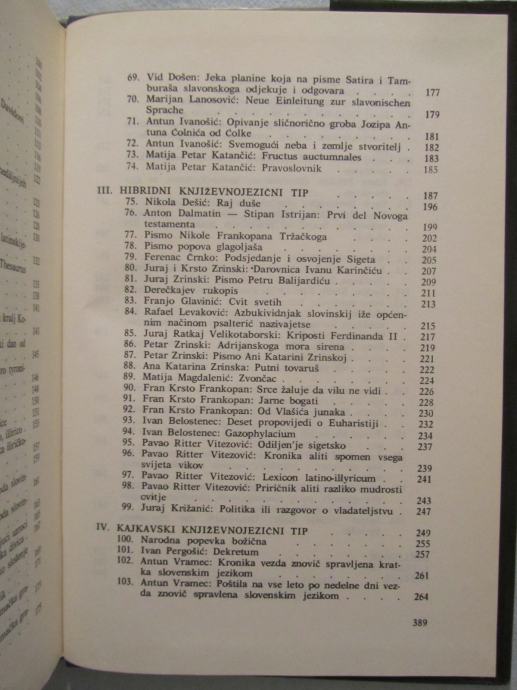 69. Vid Došen: Jeka planine koja na pisme Satira i Tam-
buraša slavonskoga odjekuje i odgovara . . . . 177
70. Marijan Lanosović: Neue Einleitung zur slavonischen
Sprache . . . . 179
71. Antun Ivanošić: Opivanje sličnorično groba Jozipa An-
tuna Čolnića od Čolke . . . . 181
72. Antun Ivanošić: Svemogući neba i zemlje stvoritelj . 182
73. Matija Petar Katančić: Fructus auctumnales . . . 183
74. Matija Petar Katančić: Pravoslovnik . . . . 185
III. HIBRIDNI KNJIŽEVNOJEZIČNI TIP . . . . 187
75. Nikola Dešić: Raj duše . . . . 196
76. Anton Dalmatin — Stipan Istrijan: Prvi del Novoga
testamenta . . . . 199
77. Pismo Nikole Frankopana Tržačkoga . . . . 202
78. Pismo popova glagoljaša . . . . 204
79. Ferenac Črnko: Podsjedanje i osvojenje Sigeta . . 205
80. Juraj i Krsto Zrinski: Darovnica Ivanu Karinčiću . . 207
81. Juraj Zrinski: Pismo Petru Balijardiću . . . . 209
82. Derečkajev rukopis . . . . 211
83. Franjo Glavinić: Cvit svetih . . . . 213
84. Rafael Levaković: Azbukividnjak slovinskij iže općen-
nim načinom psalterić nazivajetse . . . . 215
85. Juraj Ratkaj Velikotaborski: Kriposti Ferdinanda II . 217
86. Petar Zrinski: Adrijanskoga mora sirena . . . . 219
87. Petar Zrinski: Pismo Ani Katarini Zrinskoj . . . 221
88. Ana Katarina Zrinska: Putni tovaruš . . . . 222
89. Matija Magdalenić: Zvončac . . . . 224
90. Fran Krsto Frankopan: Srce žaluje da vilu ne vidi . . 226
91. Fran Krsto Frankopan: Jarne bogati . . . . 228
92. Fran Krsto Frankopan: Od Vlašića junaka . . . 230
93. Ivan Belostenec: Deset propovijedi o Euharistiji . . 232
94. Ivan Belostenec: Gazophylacium . . . . 234
95. Pavao Ritter Vitezović: Odiljen'je sigetsko . . . 237
96. Pavao Ritter Vitezović: Kronika aliti spomen vsega
svijeta vikov . . . . 239
97. Pavao Ritter Vitezović: Lexicon latino-illyricum . . 241
98. Pavao Ritter Vitezović: Priričnik aliti razliko mudrosti
cvitje . . . . 243
99. Juraj Križanić: Politika ili razgovor o vladateljstvu . 247
IV. KAJKAVSKI KNJIŽEVNOJEZIČNI TIP . . . . 249
100. Narodna popevka božična . . . . 255
101. Ivan Pergošić: Dekretum . . . . 257
102. Antun Vramec: Kronika vezda znovič spravljena krat-
ka slovenskim jezikom . . . . 261
103. Antun Vramec: Poštila na vse leto po nedelne dni vez-
da znovič spravlena slovenskim jezikom . . . . 264
389